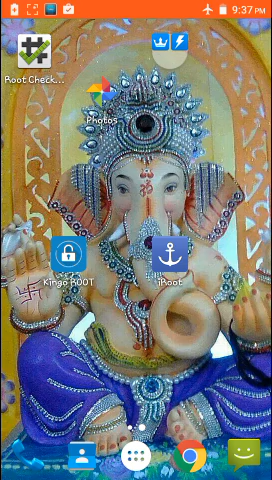 9:37 PM
Root Check...
Photos
Kingo ROOT
iRoot
ॐ